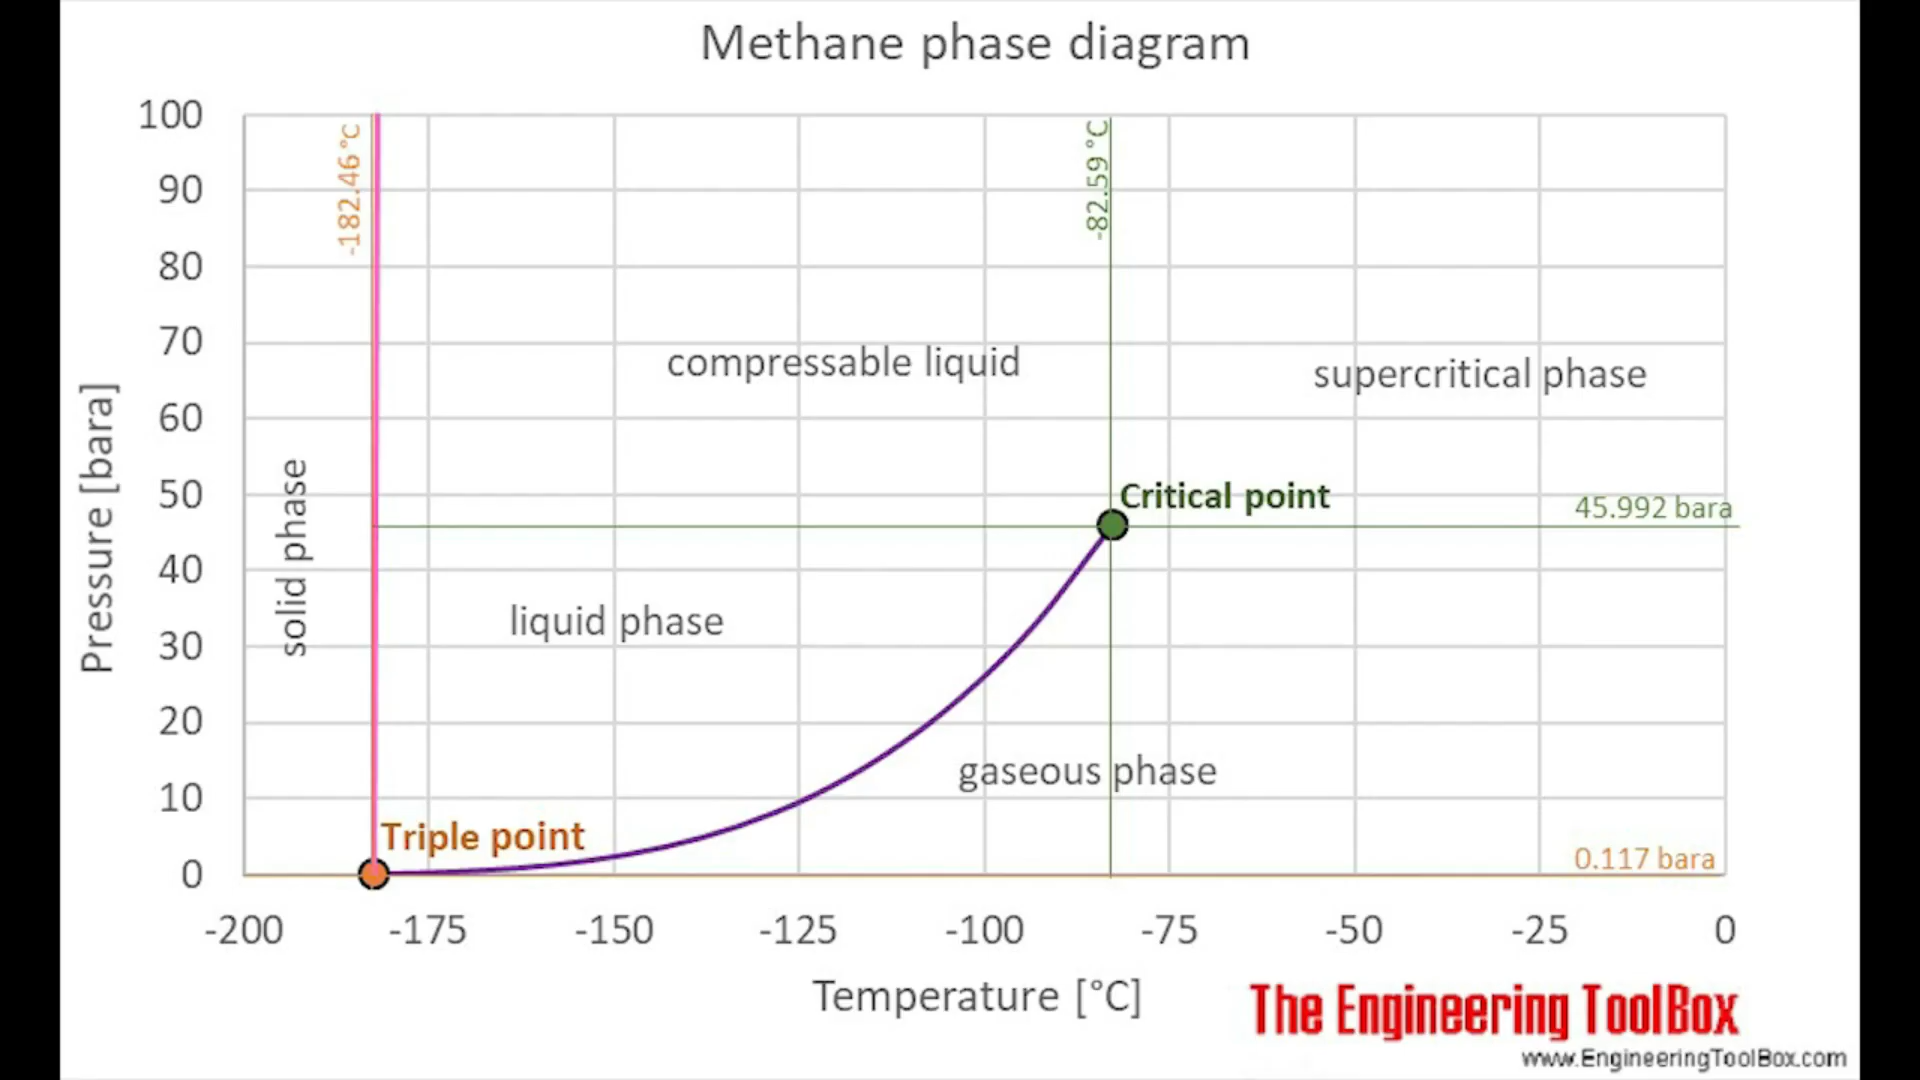 Methane phase diagram
100
90
80
70
60
50
40
30
20
10
0
Pressure [bara]
-182.46 °C
-82.59 °C
compressable liquid
supercritical phase
solid phase
Critical point
45.992 bara
liquid phase
gaseous phase
Triple point
0.117 bara
-200 -175 -150 -125 -100 -75 -50 -25 0
Temperature [°C]
The Engineering ToolBox
www.EngineeringToolBox.com